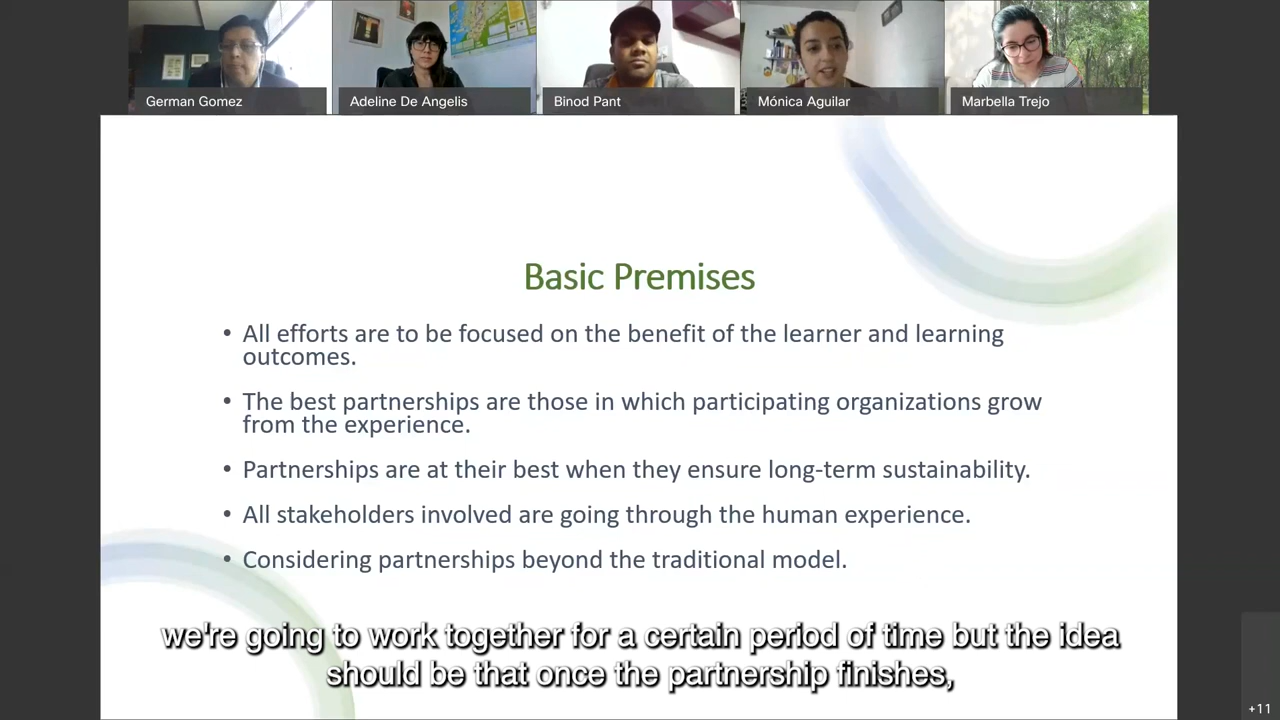 German Gomez
Adeline De Angelis
Binod Pant
Mónica Aguilar
Marbella Trejo
Basic Premises
• All efforts are to be focused on the benefit of the learner and learning
outcomes.
• The best partnerships are those in which participating organizations grow
from the experience.
• Partnerships are at their best when they ensure long-term sustainability.
• All stakeholders involved are going through the human experience.
• Considering partnerships beyond the traditional model.
we're going to work together for a certain period of time but the idea
should be that once the partnership finishes,
+11